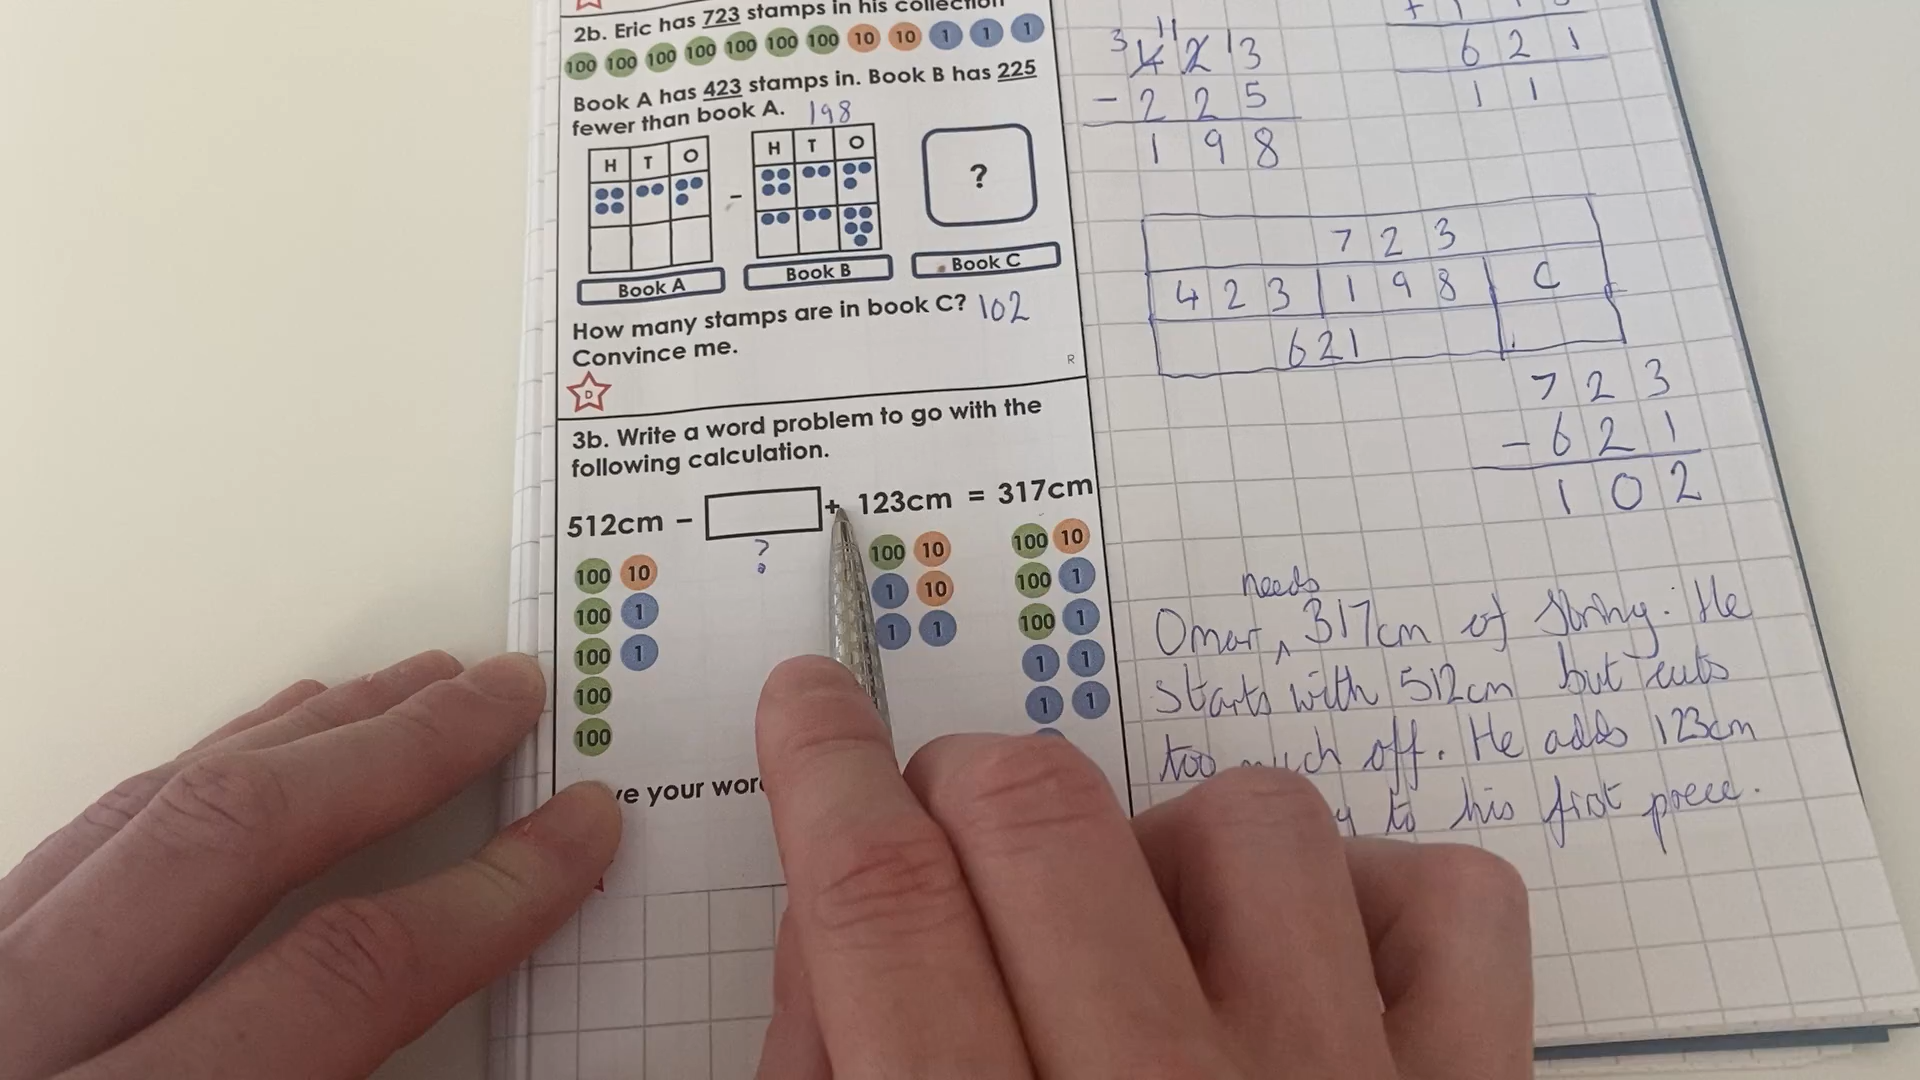 2b. Eric has 723 stamps in his collection
100 100 100 100 100 100 100 10 10 1 1 1
Book A has 423 stamps in. Book B has 225
fewer than book A. 198
H T O
-
H T O
?
Book A
Book B
Book C
How many stamps are in book C? 102
Convince me.
R
D
3b. Write a word problem to go with the
following calculation.
512cm - + 123cm = 317cm
?
100 10
100 1
100 1
100
100
100 10
1 10
1 1
100 10
100 1
100 1
1 1
1 1
ve your wor
3 11 1
4 2 3
- 2 2 5
1 9 8
6 2 1
1 1
7 2 3
4 2 3 1 9 8 C
621
7 2 3
- 6 2 1
1 0 2
needs
Omar ^ 317cm of string. He
starts with 512cm but cuts
too much off. He adds 123cm
to his first piece.